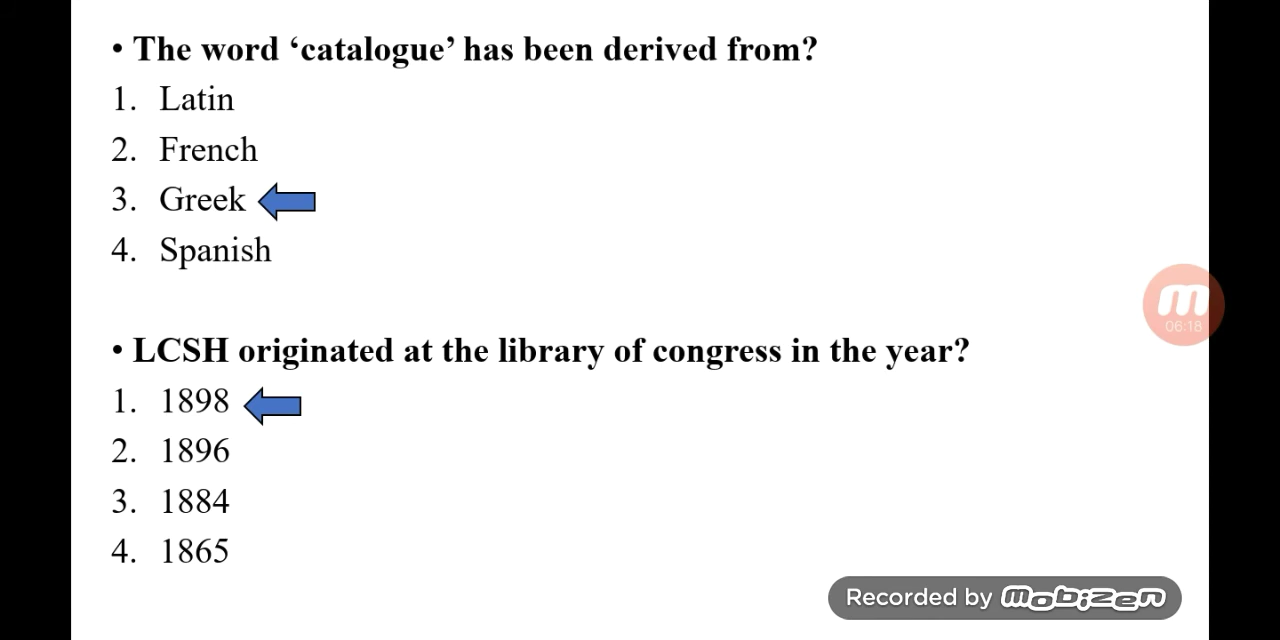 • The word ‘catalogue’ has been derived from?
1. Latin
2. French
3. Greek
4. Spanish
• LCSH originated at the library of congress in the year?
1. 1898
2. 1896
3. 1884
4. 1865
m
06:18
Recorded by mobizen